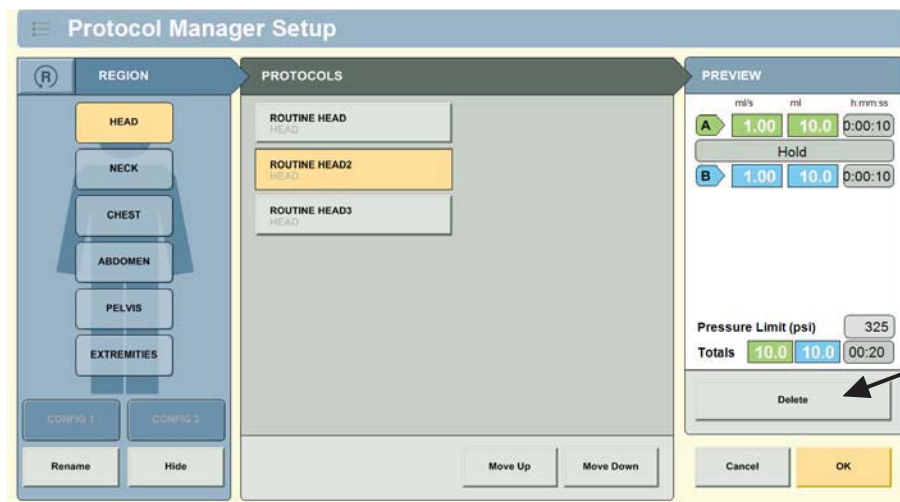 Protocol Manager Setup
R REGION
HEAD
NECK
CHEST
ABDOMEN
PELVIS
EXTREMITIES
CONFIG 1 CONFIG 2
Rename Hide
PROTOCOLS
ROUTINE HEAD
HEAD
ROUTINE HEAD2
HEAD
ROUTINE HEAD3
HEAD
Move Up Move Down
PREVIEW
ml/s ml h:mm:ss
A 1.00 10.0 0:00:10
Hold
B 1.00 10.0 0:00:10
Pressure Limit (psi) 325
Totals 10.0 10.0 00:20
Delete
Cancel OK